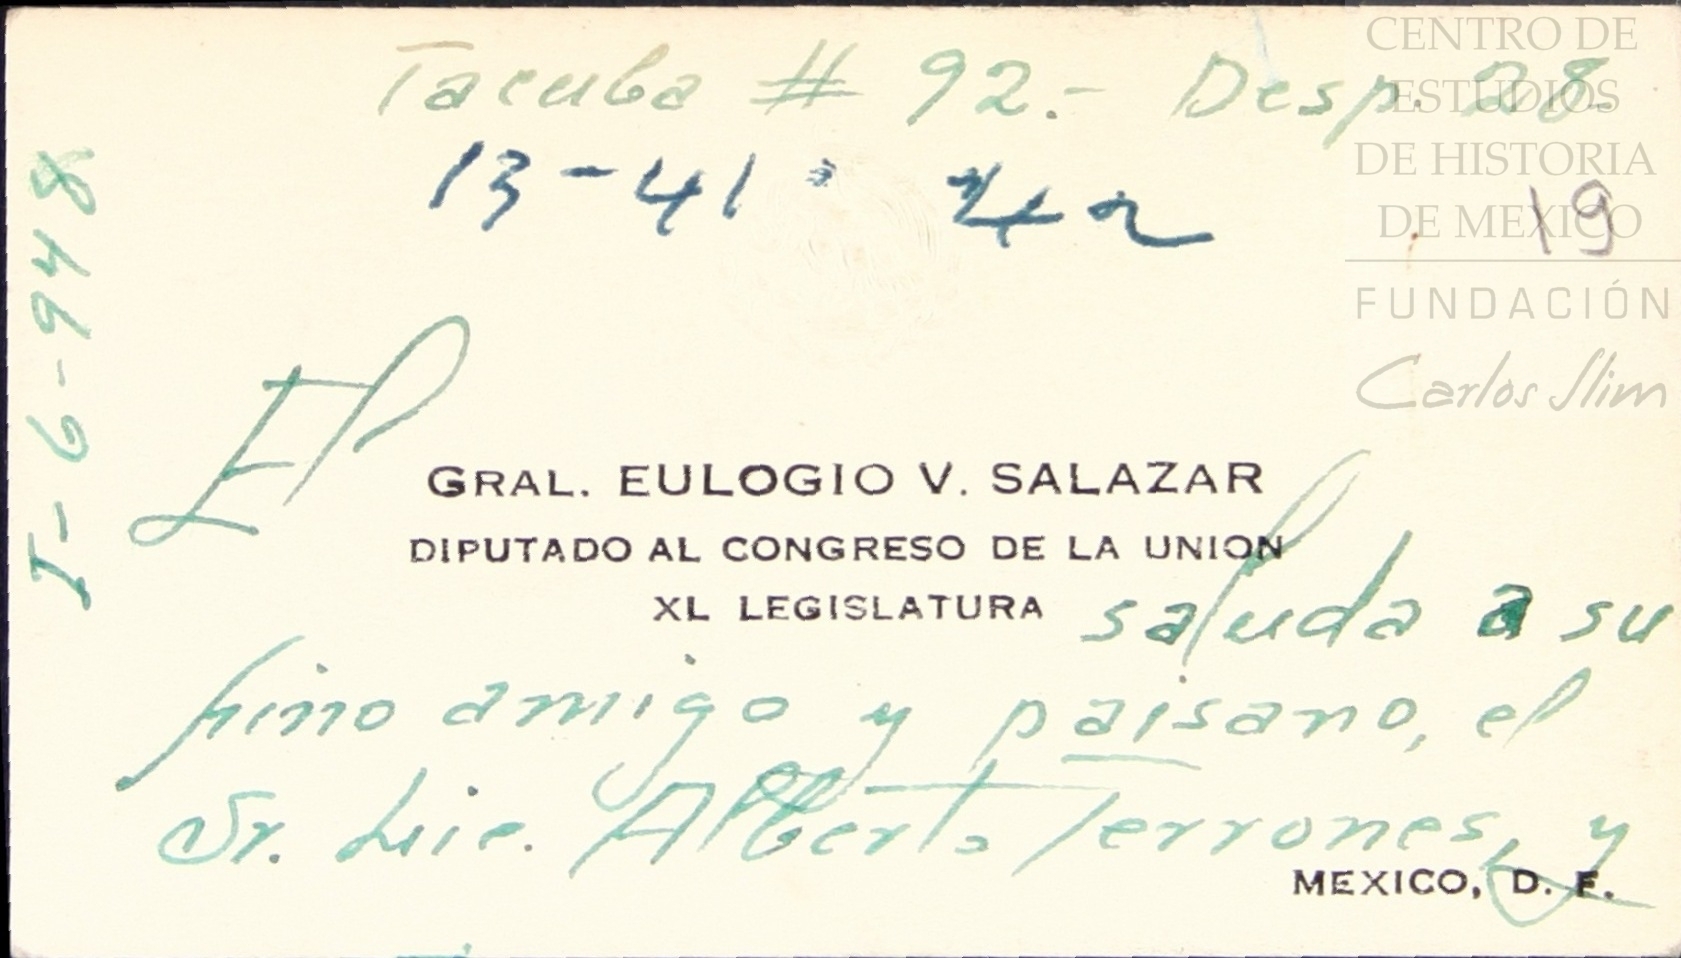 Tacuba # 92.- Desp. 28.
13-41-
19
I-6-948
El
GRAL. EULOGIO V. SALAZAR
DIPUTADO AL CONGRESO DE LA UNION
XL LEGISLATURA saluda a su
fino amigo y paisano, el
Sr. Lic. Alberto Terrones, y
MEXICO, D. F.
CENTRO DE
ESTUDIOS
DE HISTORIA
DE MEXICO
FUNDACIÓN
Carlos Slim